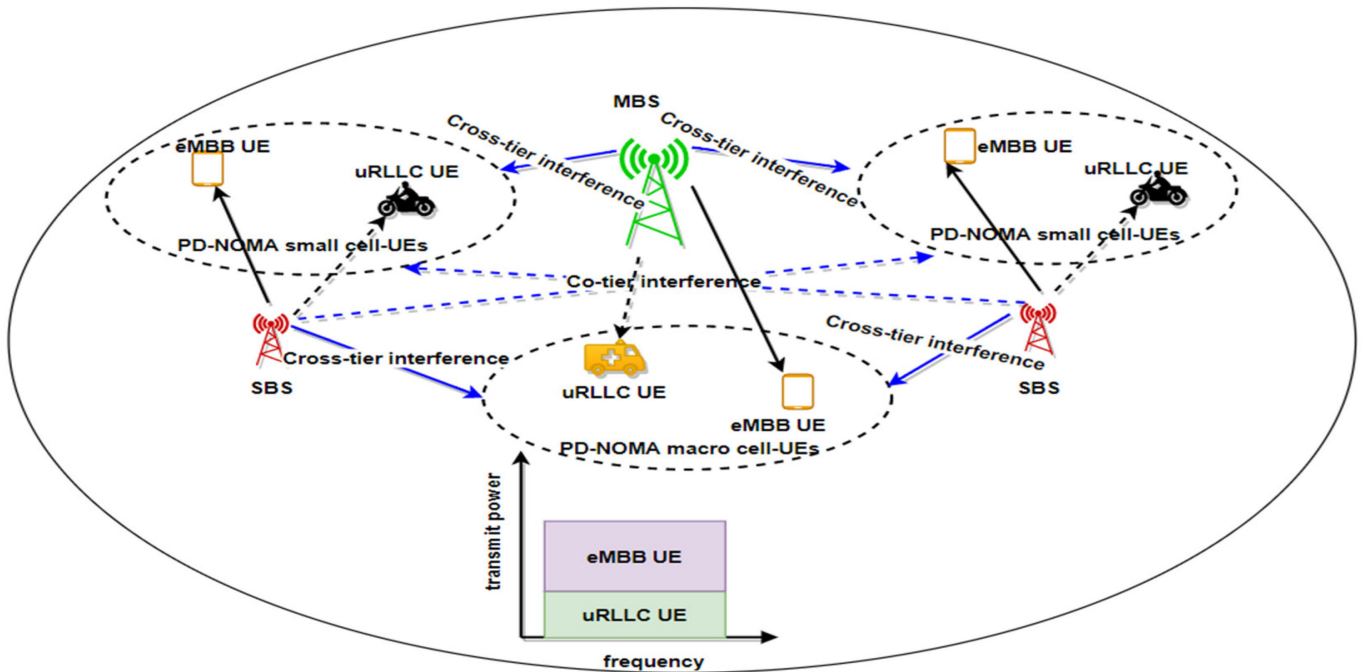 MBS
Cross-tier interference
Cross-tier interference
eMBB UE
uRLLC UE
PD-NOMA small cell-UEs
eMBB UE
uRLLC UE
PD-NOMA small cell-UEs
Co-tier interference
SBS
Cross-tier interference
Cross-tier interference
SBS
uRLLC UE
eMBB UE
PD-NOMA macro cell-UEs
transmit power
eMBB UE
uRLLC UE
frequency